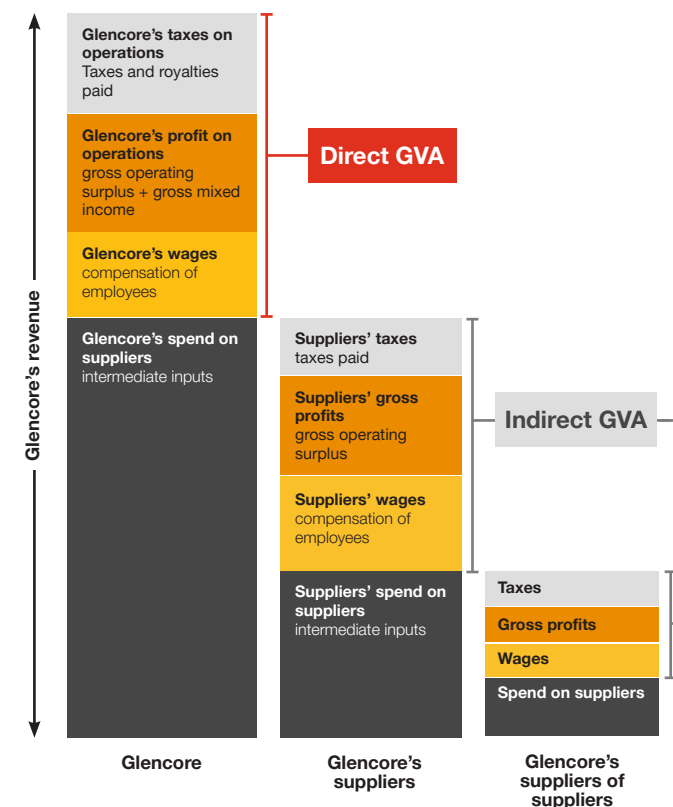 Glencore's revenue
Glencore's taxes on
operations
Taxes and royalties
paid
Glencore's profit on
operations
gross operating
surplus + gross mixed
income
Glencore's wages
compensation of
employees
Glencore's spend on
suppliers
intermediate inputs
Direct GVA
Suppliers' taxes
taxes paid
Suppliers' gross
profits
gross operating
surplus
Suppliers' wages
compensation of
employees
Suppliers' spend on
suppliers
intermediate inputs
Indirect GVA
Taxes
Gross profits
Wages
Spend on suppliers
Glencore
Glencore's
suppliers
Glencore's
suppliers of
suppliers